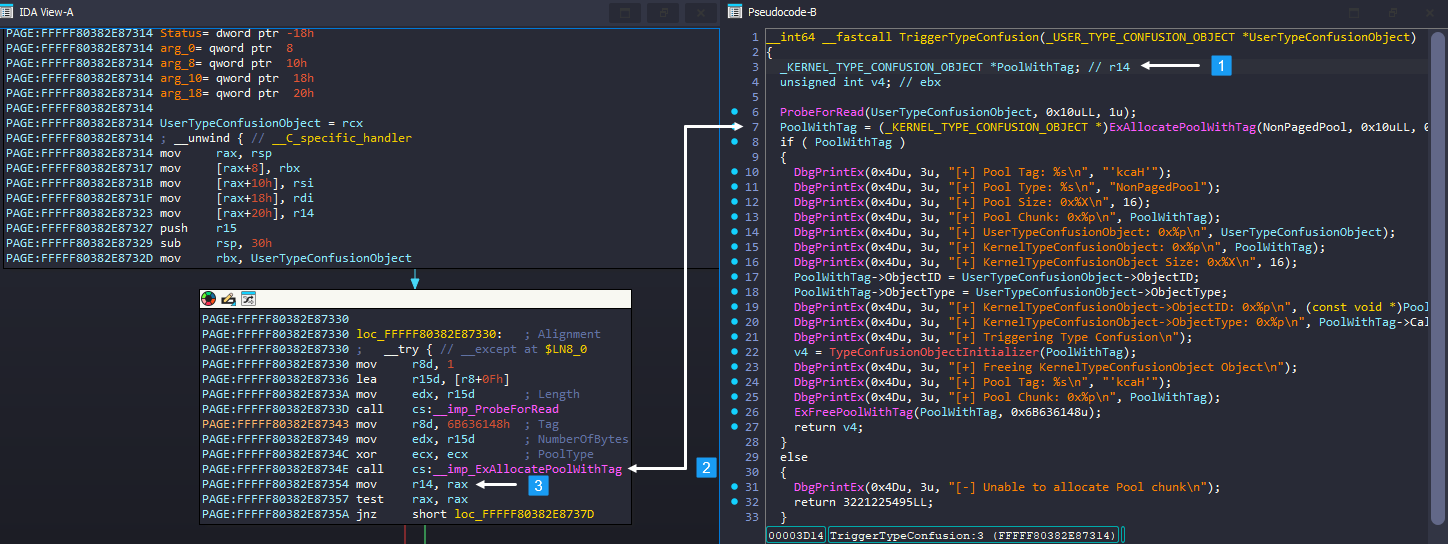 IDA View-A
PAGE:FFFFF80382E87314 Status= dword ptr -18h
PAGE:FFFFF80382E87314 arg_0= qword ptr  8
PAGE:FFFFF80382E87314 arg_8= qword ptr  10h
PAGE:FFFFF80382E87314 arg_10= qword ptr  18h
PAGE:FFFFF80382E87314 arg_18= qword ptr  20h
PAGE:FFFFF80382E87314
PAGE:FFFFF80382E87314 UserTypeConfusionObject = rcx
PAGE:FFFFF80382E87314 ; __unwind { // __C_specific_handler
PAGE:FFFFF80382E87314 mov     rax, rsp
PAGE:FFFFF80382E87317 mov     [rax+8], rbx
PAGE:FFFFF80382E8731B mov     [rax+10h], rsi
PAGE:FFFFF80382E8731F mov     [rax+18h], rdi
PAGE:FFFFF80382E87323 mov     [rax+20h], r14
PAGE:FFFFF80382E87327 push    r15
PAGE:FFFFF80382E87329 sub     rsp, 30h
PAGE:FFFFF80382E8732D mov     rbx, UserTypeConfusionObject
PAGE:FFFFF80382E87330
PAGE:FFFFF80382E87330 loc_FFFFF80382E87330:   ; Alignment
PAGE:FFFFF80382E87330 ;   __try { // __except at $LN8_0
PAGE:FFFFF80382E87330 mov     r8d, 1
PAGE:FFFFF80382E87336 lea     r15d, [r8+0Fh]
PAGE:FFFFF80382E8733A mov     edx, r15d       ; Length
PAGE:FFFFF80382E8733D call    cs:__imp_ProbeForRead
PAGE:FFFFF80382E87343 mov     r8d, 6B636148h  ; Tag
PAGE:FFFFF80382E87349 mov     edx, r15d       ; NumberOfBytes
PAGE:FFFFF80382E8734C xor     ecx, ecx        ; PoolType
PAGE:FFFFF80382E8734E call    cs:__imp_ExAllocatePoolWithTag
PAGE:FFFFF80382E87354 mov     r14, rax
PAGE:FFFFF80382E87357 test    rax, rax
PAGE:FFFFF80382E8735A jnz     short loc_FFFFF80382E8737D
2
3
Pseudocode-B
1 __int64 __fastcall TriggerTypeConfusion(_USER_TYPE_CONFUSION_OBJECT *UserTypeConfusionObject)
2 {
3   _KERNEL_TYPE_CONFUSION_OBJECT *PoolWithTag; // r14
1
4   unsigned int v4; // ebx
5
6   ProbeForRead(UserTypeConfusionObject, 0x10uLL, 1u);
7   PoolWithTag = (_KERNEL_TYPE_CONFUSION_OBJECT *)ExAllocatePoolWithTag(NonPagedPool, 0x10uLL, 0
8   if ( PoolWithTag )
9   {
10     DbgPrintEx(0x4Du, 3u, "[+] Pool Tag: %s\n", "'kcaH'");
11     DbgPrintEx(0x4Du, 3u, "[+] Pool Type: %s\n", "NonPagedPool");
12     DbgPrintEx(0x4Du, 3u, "[+] Pool Size: 0x%X\n", 16);
13     DbgPrintEx(0x4Du, 3u, "[+] Pool Chunk: 0x%p\n", PoolWithTag);
14     DbgPrintEx(0x4Du, 3u, "[+] UserTypeConfusionObject: 0x%p\n", UserTypeConfusionObject);
15     DbgPrintEx(0x4Du, 3u, "[+] KernelTypeConfusionObject: 0x%p\n", PoolWithTag);
16     DbgPrintEx(0x4Du, 3u, "[+] KernelTypeConfusionObject Size: 0x%X\n", 16);
17     PoolWithTag->ObjectID = UserTypeConfusionObject->ObjectID;
18     PoolWithTag->ObjectType = UserTypeConfusionObject->ObjectType;
19     DbgPrintEx(0x4Du, 3u, "[+] KernelTypeConfusionObject->ObjectID: 0x%p\n", (const void *)Pool
20     DbgPrintEx(0x4Du, 3u, "[+] KernelTypeConfusionObject->ObjectType: 0x%p\n", PoolWithTag->Cal
21     DbgPrintEx(0x4Du, 3u, "[+] Triggering Type Confusion\n");
22     v4 = TypeConfusionObjectInitializer(PoolWithTag);
23     DbgPrintEx(0x4Du, 3u, "[+] Freeing KernelTypeConfusionObject Object\n");
24     DbgPrintEx(0x4Du, 3u, "[+] Pool Tag: %s\n", "'kcaH'");
25     DbgPrintEx(0x4Du, 3u, "[+] Pool Chunk: 0x%p\n", PoolWithTag);
26     ExFreePoolWithTag(PoolWithTag, 0x6B636148u);
27     return v4;
28   }
29   else
30   {
31     DbgPrintEx(0x4Du, 3u, "[-] Unable to allocate Pool chunk\n");
32     return 3221225495LL;
33   }
00003D14 TriggerTypeConfusion:3 (FFFFF80382E87314)